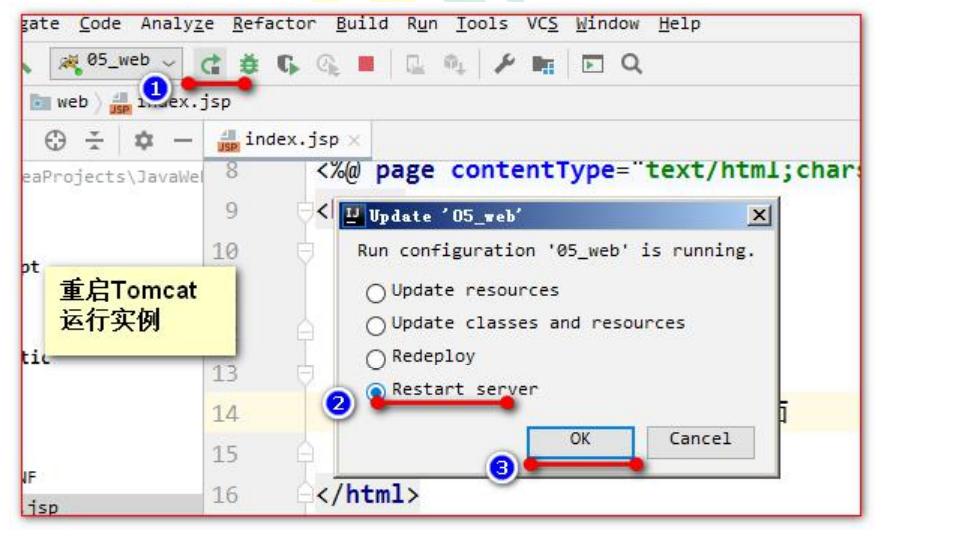 gate Code Analyze Refactor Build Run Tools VCS Window Help
05_web
1
web index.jsp
index.jsp
eaProjects\JavaWe
8 <%@ page contentType="text/html;char
9 <
Update '05_web'
10
Run configuration '05_web' is running.
pt
重启Tomcat
运行实例
Update resources
Update classes and resources
tic
Redeploy
13
Restart server
2
14 面
OK Cancel
15
3
NF
16 </html>
.jsp